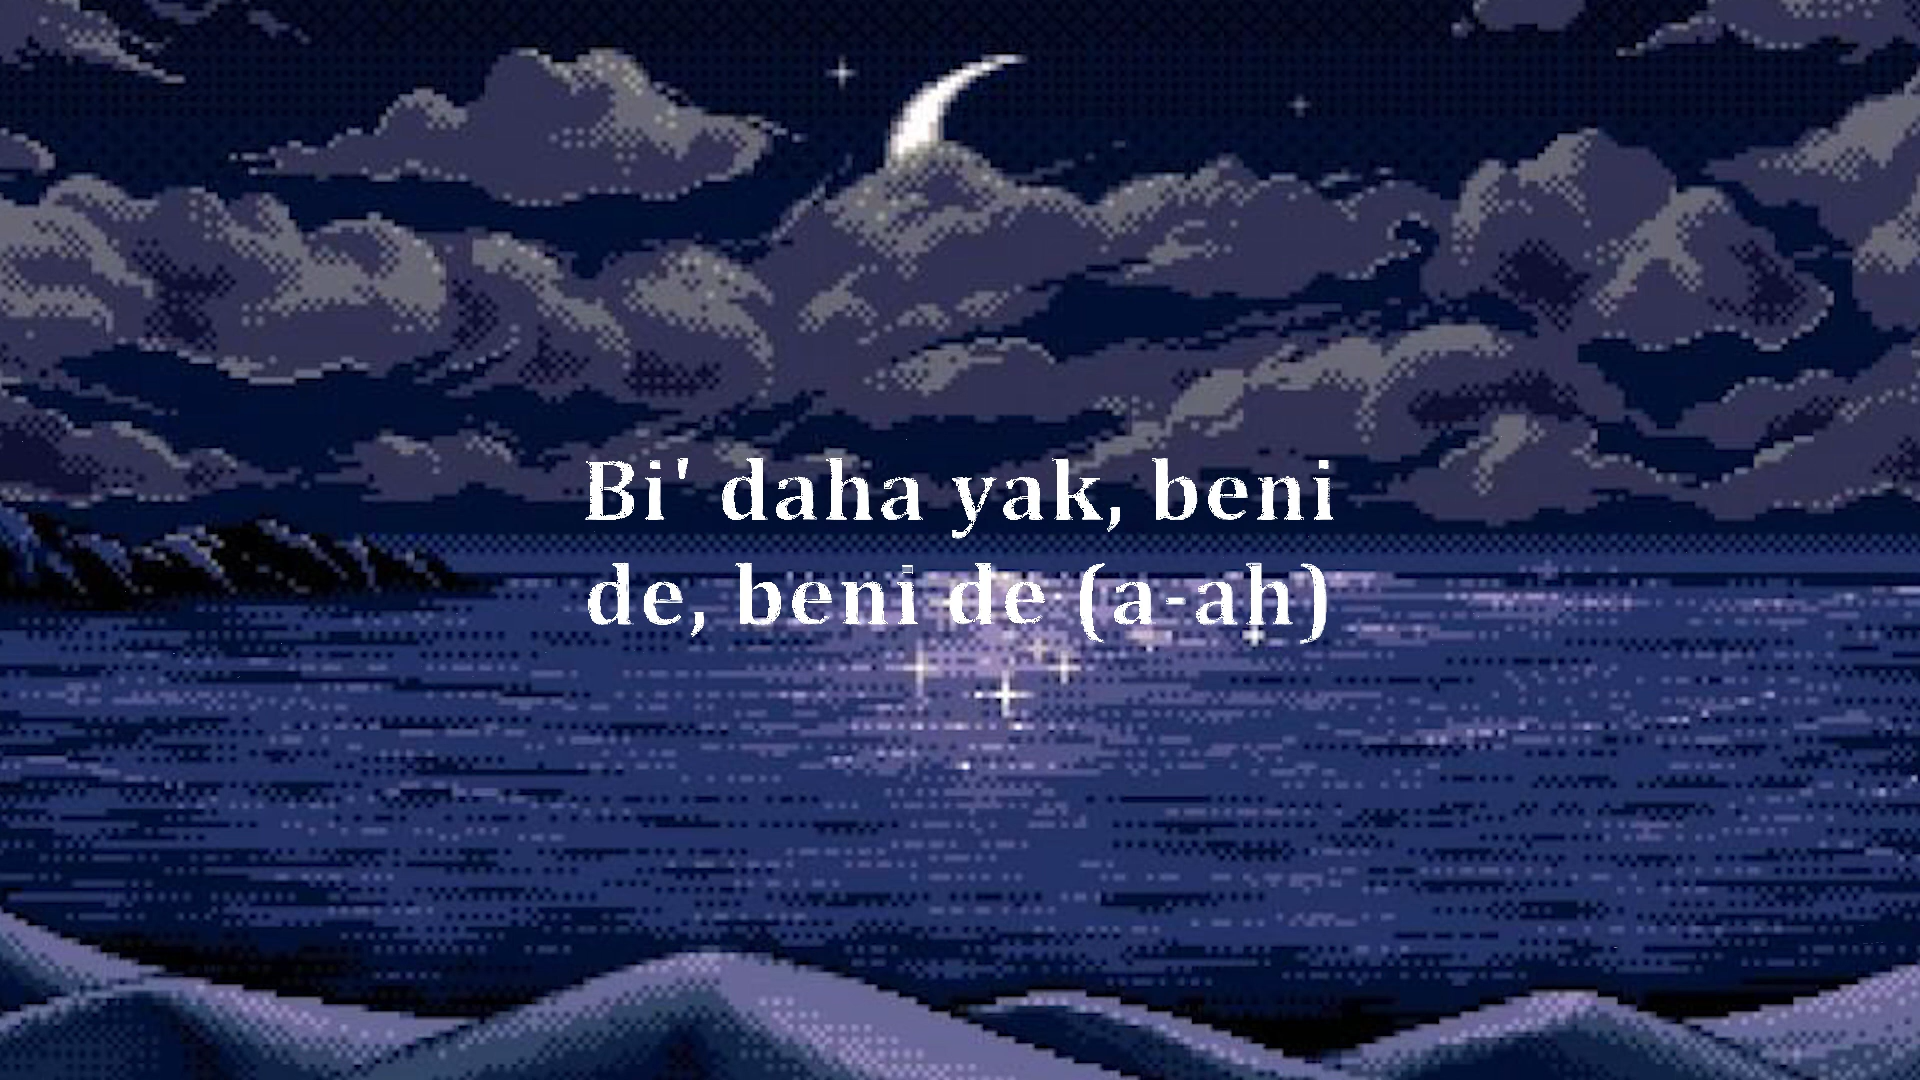 Bi' daha yak, beni
de, beni de (a-ah)